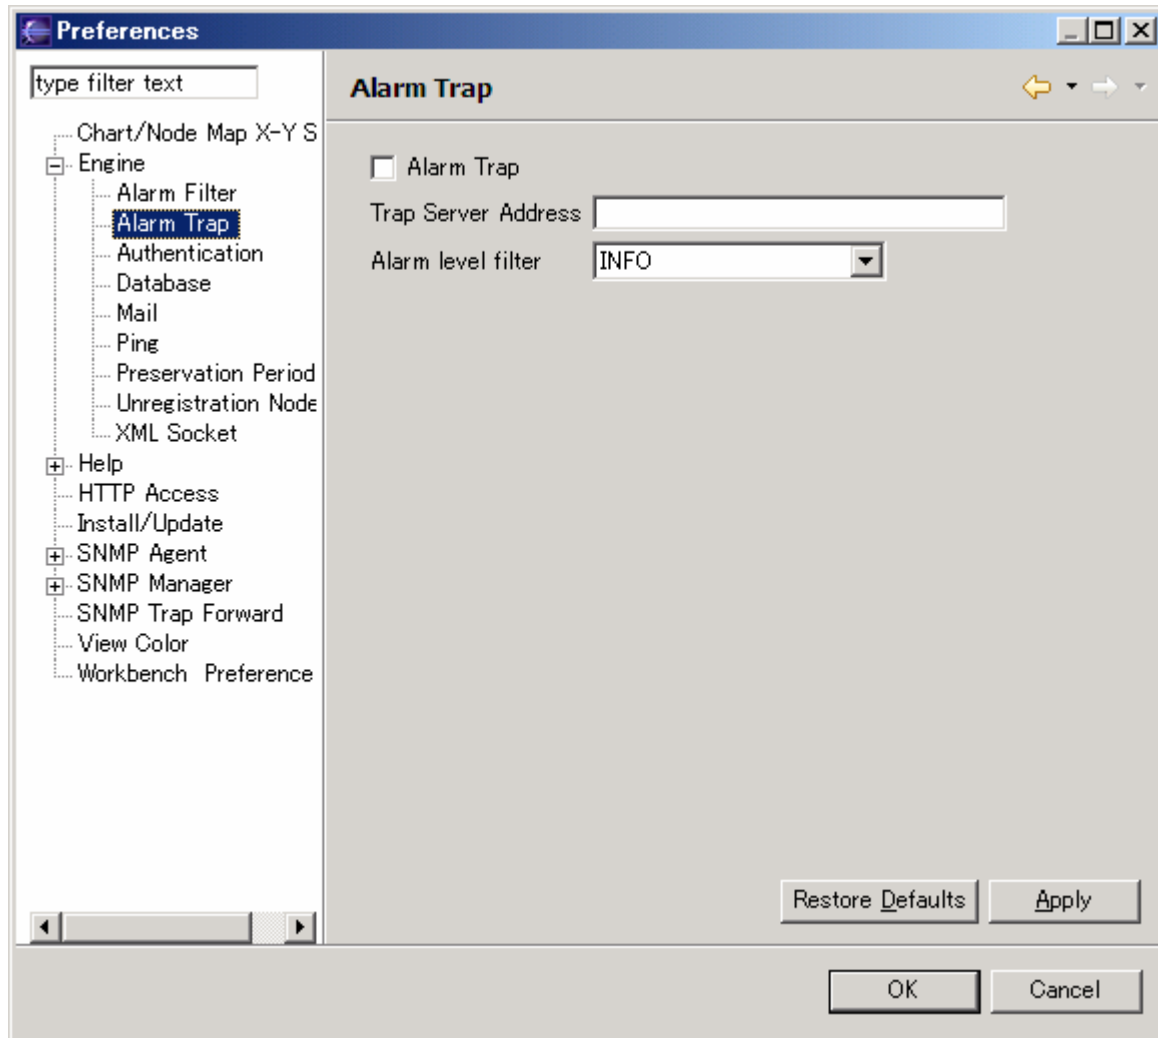 Preferences
type filter text
Chart/Node Map X-Y S
Engine
Alarm Filter
Alarm Trap
Authentication
Database
Mail
Ping
Preservation Period
Unregistration Node
XML Socket
Help
HTTP Access
Install/Update
SNMP Agent
SNMP Manager
SNMP Trap Forward
View Color
Workbench Preference
Alarm Trap
Alarm Trap
Trap Server Address
Alarm level filter INFO
Restore Defaults Apply
OK Cancel